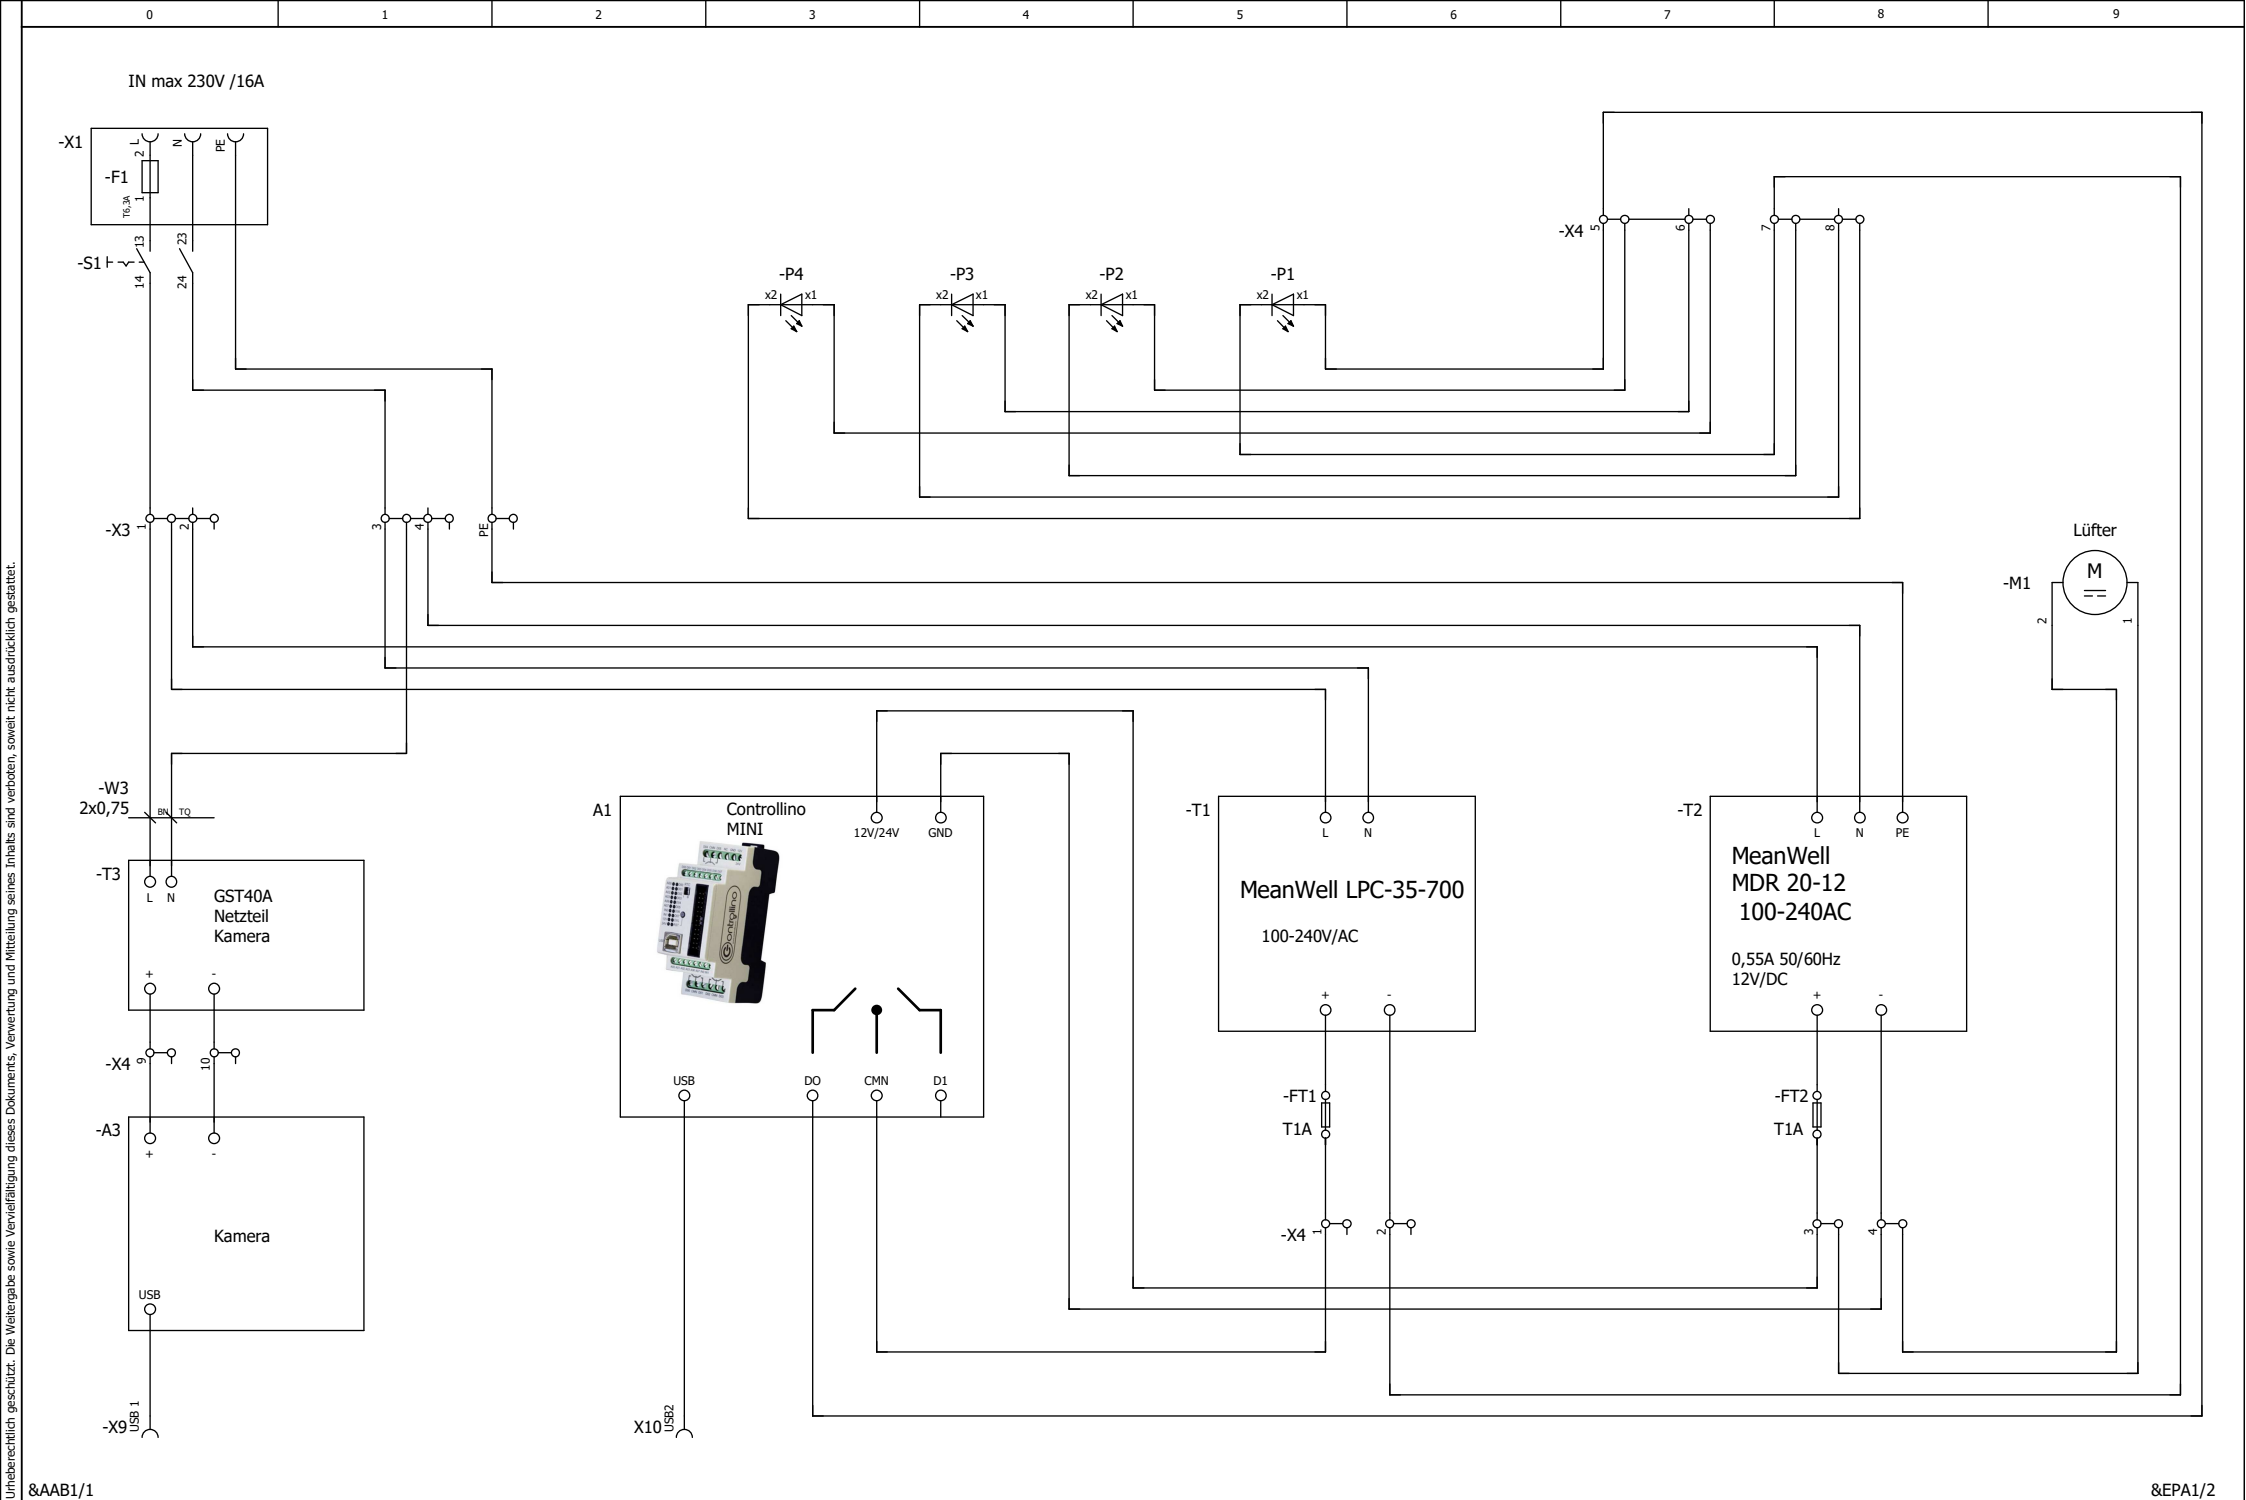 0 1 2 3 4 5 6 7 8 9
IN max 230V /16A
-X1
L N PE
2
-F1
1
T6,3A
13 23
-S1
14 24
-X4 5 6 7 8
-P4 -P3 -P2 -P1
x2 x1 x2 x1 x2 x1 x2 x1
-X3 1 2 3 4 PE
Lüfter
-M1
M
2 1
-W3
2x0,75
BN TQ
-T3
L N
GST40A
Netzteil
Kamera
+ -
-X4 9 10
-A3
+ -
Kamera
USB
-X9 USB 1
A1
Controllino
MINI
12V/24V GND
Controllino
USB DO CMN D1
X10 USB2
-T1
L N
MeanWell LPC-35-700
100-240V/AC
+ -
-FT1
T1A
-X4 1 2
-T2
L N PE
MeanWell
MDR 20-12
100-240AC
0,55A 50/60Hz
12V/DC
+ -
-FT2
T1A
3 4
Urheberechtlich geschützt. Die Weitergabe sowie Vervielfältigung dieses Dokuments, Verwertung und Mitteilung seines Inhalts sind verboten, soweit nicht ausdrücklich gestattet.
&AAB1/1
&EPA1/2